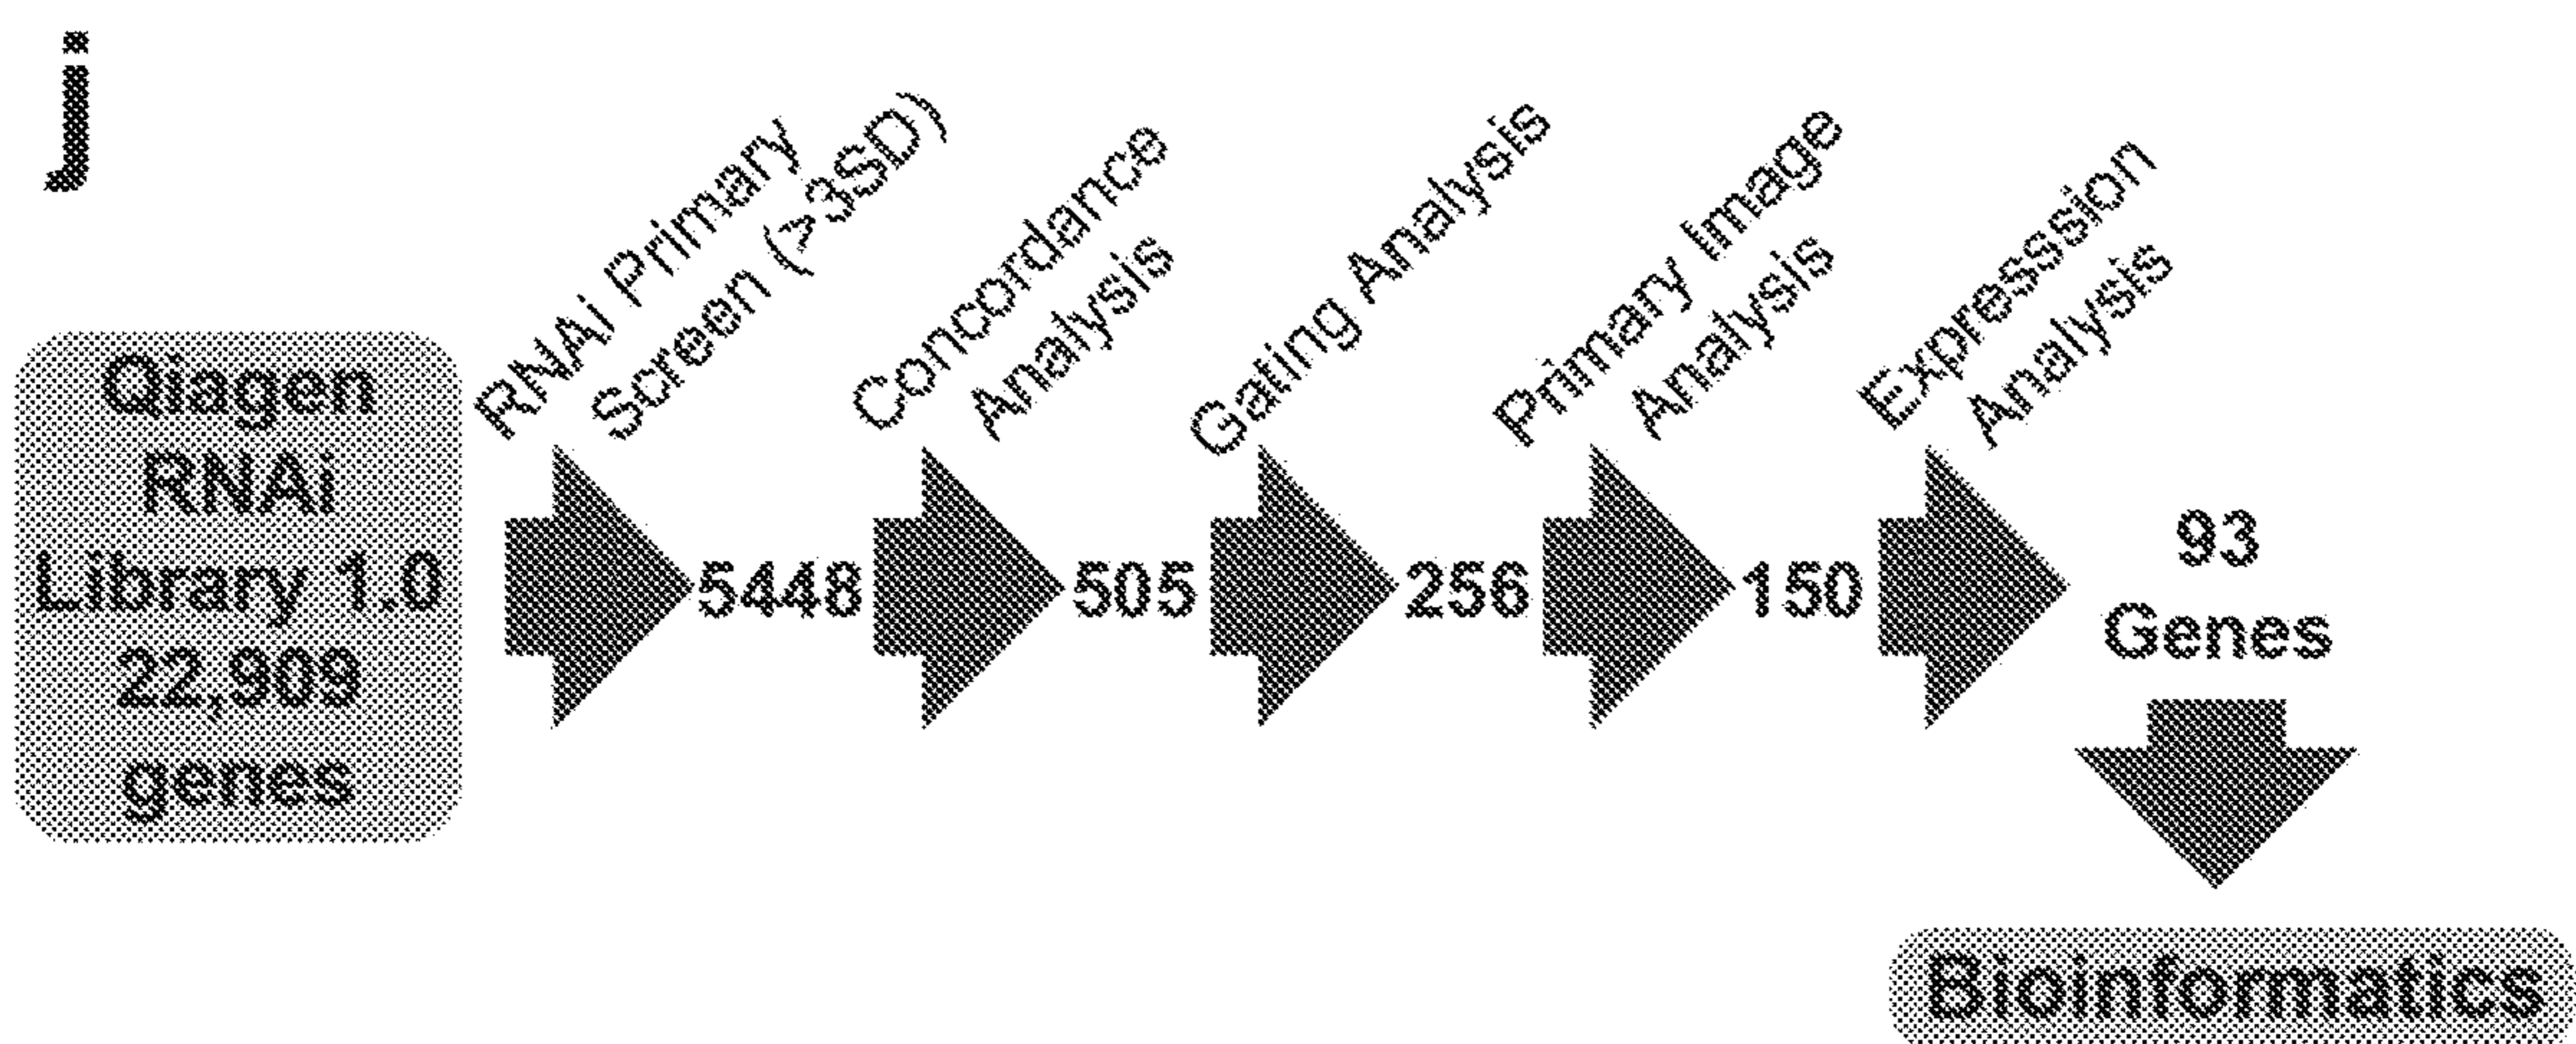 j
Qiagen
RNAi
Library 1.0
22,909
genes
RNAi Primary
Screen (>3SD)
5448
Concordance
Analysis
505
Gating Analysis
256
Primary Image
Analysis
150
Expresssion
Analysis
93
Genes
Bioinformatics